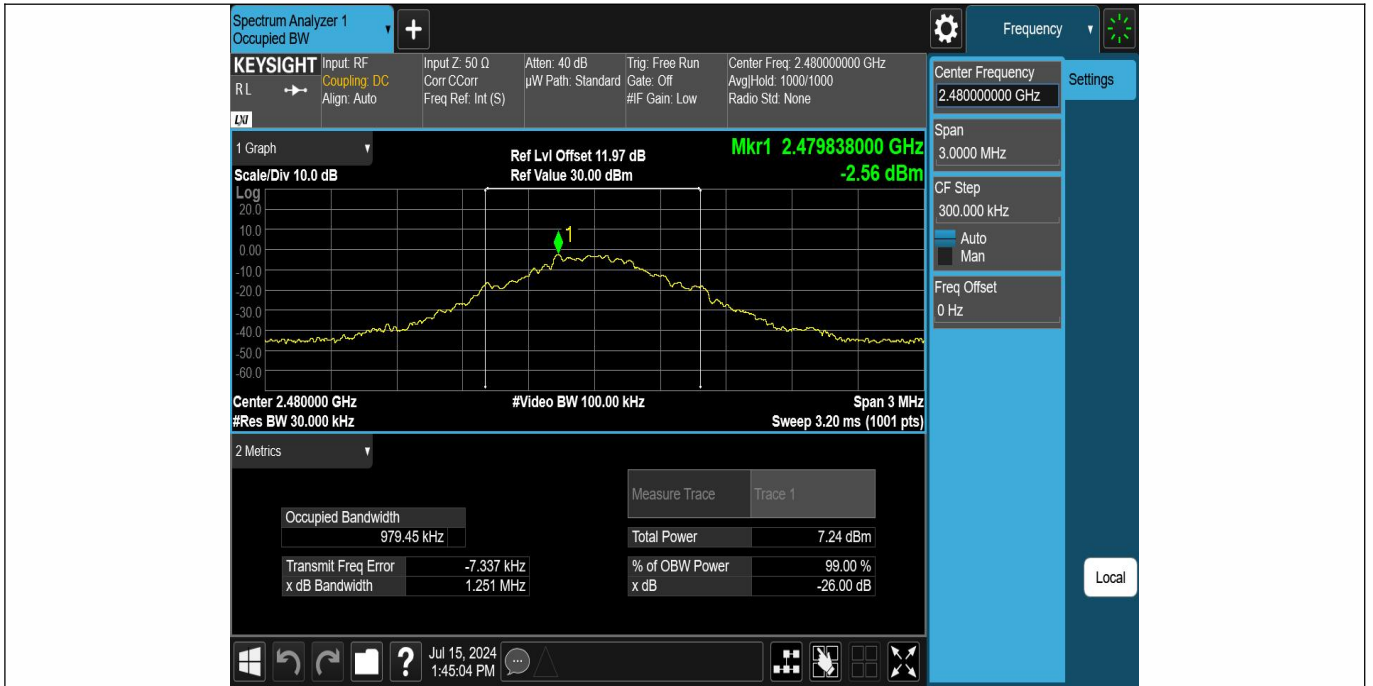 Spectrum Analyzer 1
Occupied BW
+
Frequency
KEYSIGHT
RL
LXI
Input: RF
Coupling: DC
Align: Auto
Input Z: 50 Ω
Corr CCorr
Freq Ref: Int (S)
Atten: 40 dB
µW Path: Standard
Trig: Free Run
Gate: Off
#IF Gain: Low
Center Freq: 2.480000000 GHz
Avg|Hold: 1000/1000
Radio Std: None
Center Frequency
2.480000000 GHz
Settings
Span
3.0000 MHz
CF Step
300.000 kHz
Auto
Man
Freq Offset
0 Hz
Local
1 Graph
Scale/Div 10.0 dB
Ref Lvl Offset 11.97 dB
Ref Value 30.00 dBm
Mkr1 2.479838000 GHz
-2.56 dBm
Log
20.0
10.0
0.00
-10.0
-20.0
-30.0
-40.0
-50.0
-60.0
1
Center 2.480000 GHz
#Res BW 30.000 kHz
#Video BW 100.00 kHz
Span 3 MHz
Sweep 3.20 ms (1001 pts)
2 Metrics
Measure Trace Trace 1
Occupied Bandwidth
979.45 kHz
Total Power 7.24 dBm
Transmit Freq Error -7.337 kHz
% of OBW Power 99.00 %
x dB Bandwidth 1.251 MHz
x dB -26.00 dB
?
Jul 15, 2024
1:45:04 PM